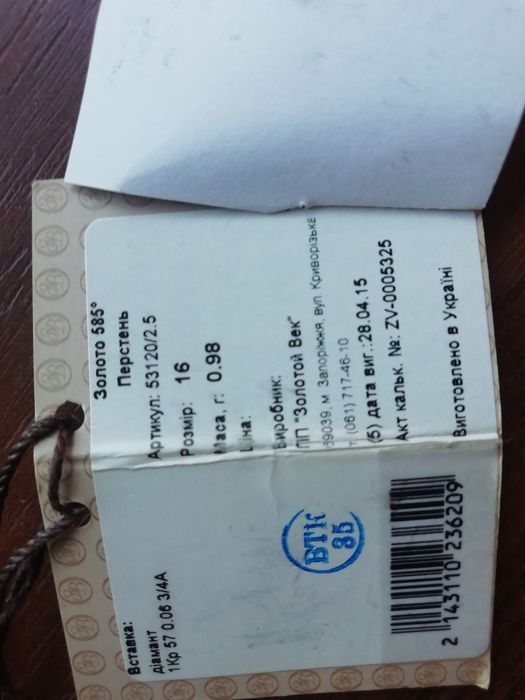 Золото 585°
Перстень
Артикул: 53120/2.5
Розмір: 16
Маса, г: 0.98
Ціна:
Виробник:
ПП "Золотой Век"
69039, м. Запоріжжя, вул. Криворізька
т. (061) 717-46-10
(5) дата виг.:28.04.15
Акт кальк. №: ZV-0005325
Виготовлено в Україні
Вставка:
діамант
1Кр 57 0.06 3/4А
ВТК
35
2 143110 236209